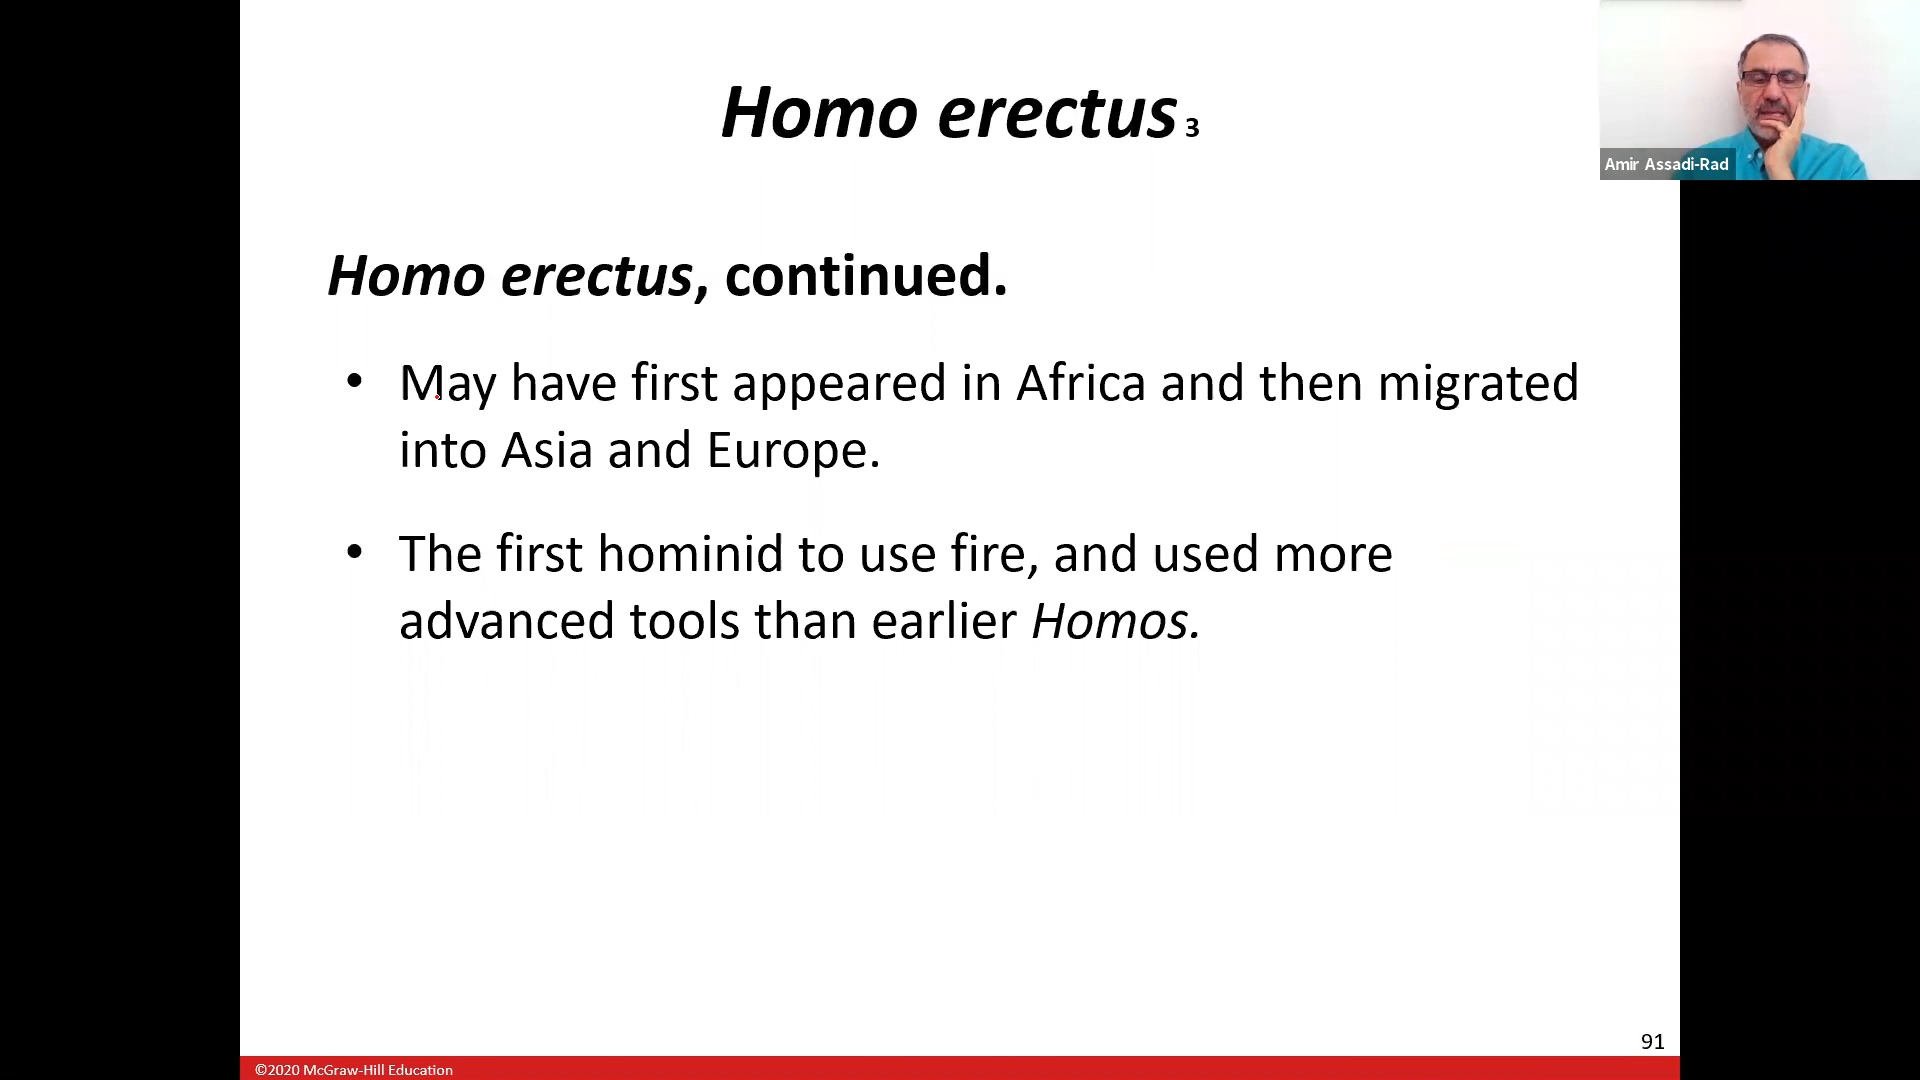 Homo erectus 3
Amir Assadi-Rad
Homo erectus, continued.
• May have first appeared in Africa and then migrated
into Asia and Europe.
• The first hominid to use fire, and used more
advanced tools than earlier Homos.
91
©2020 McGraw-Hill Education